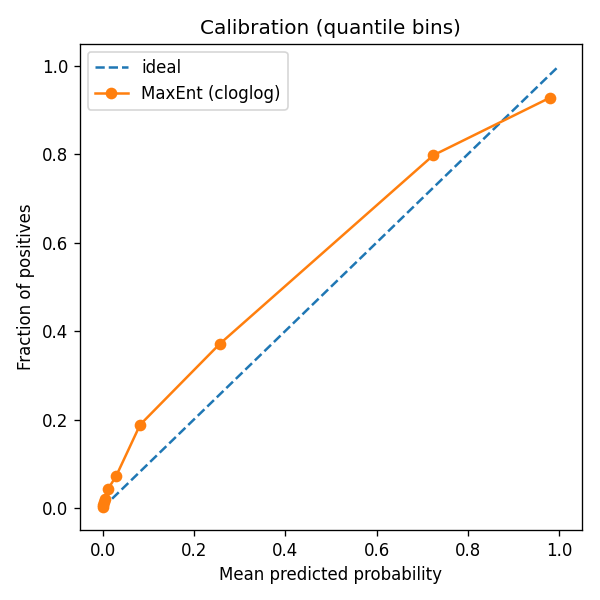 Calibration (quantile bins)
ideal
MaxEnt (cloglog)
1.0
0.8
0.6
0.4
0.2
0.0
Fraction of positives
0.0 0.2 0.4 0.6 0.8 1.0
Mean predicted probability